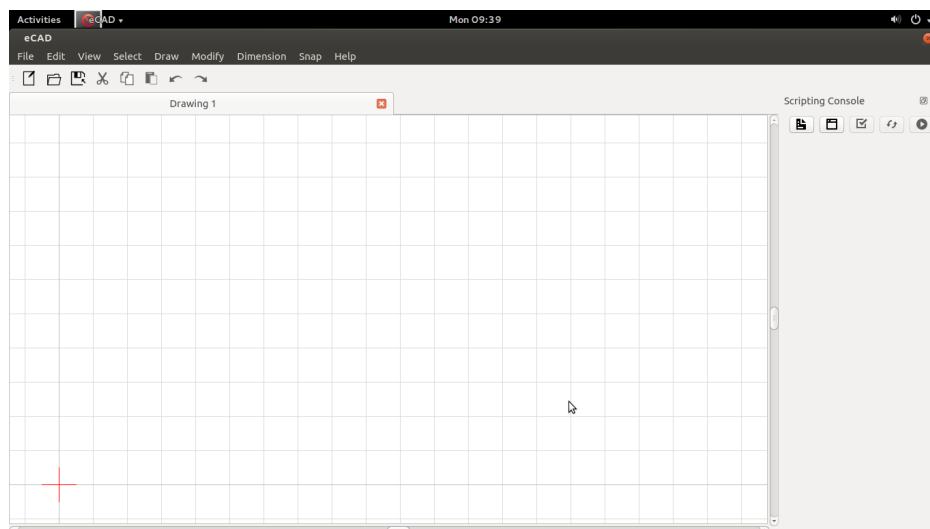 Activities eCAD Mon 09:39
eCAD
File Edit View Select Draw Modify Dimension Snap Help
Drawing 1 Scripting Console